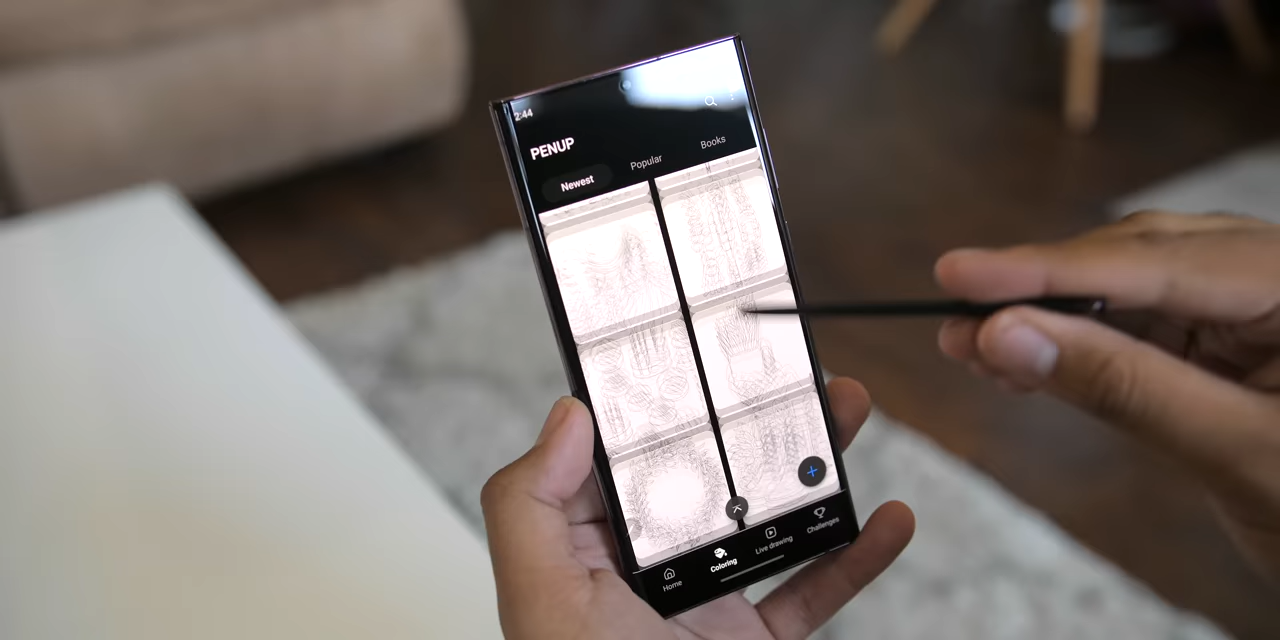 2:44
PENUP
Newest
Popular
Books
Home
Coloring
Live drawing
Challenges